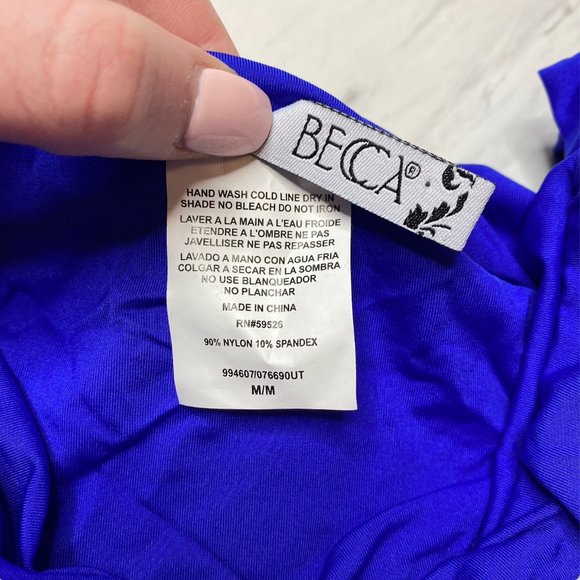 BECCA®
HAND WASH COLD LINE DRY IN
SHADE NO BLEACH DO NOT IRON
LAVER A LA MAIN A L'EAU FROIDE
ETENDRE A L'OMBRE NE PAS
JAVELLISER NE PAS REPASSER
LAVADO A MANO CON AGUA FRIA
COLGAR A SECAR EN LA SOMBRA
NO USE BLANQUEADOR
NO PLANCHAR
MADE IN CHINA
RN#59526
90% NYLON 10% SPANDEX
994607/076690UT
M/M